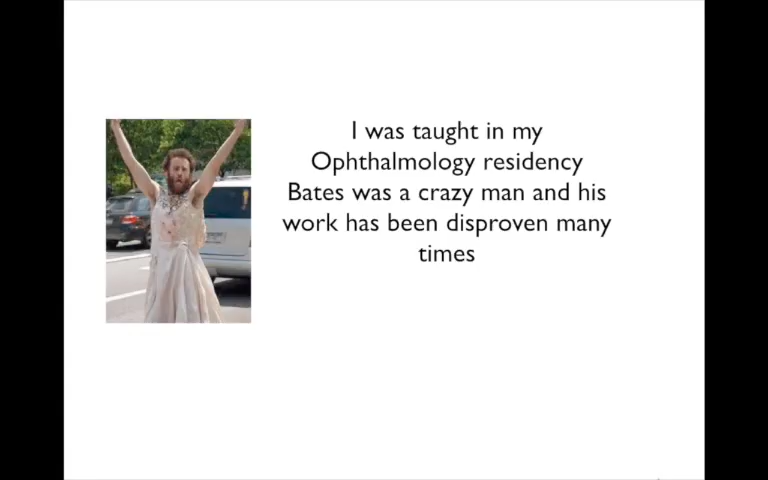 I was taught in my
Ophthalmology residency
Bates was a crazy man and his
work has been disproven many
times